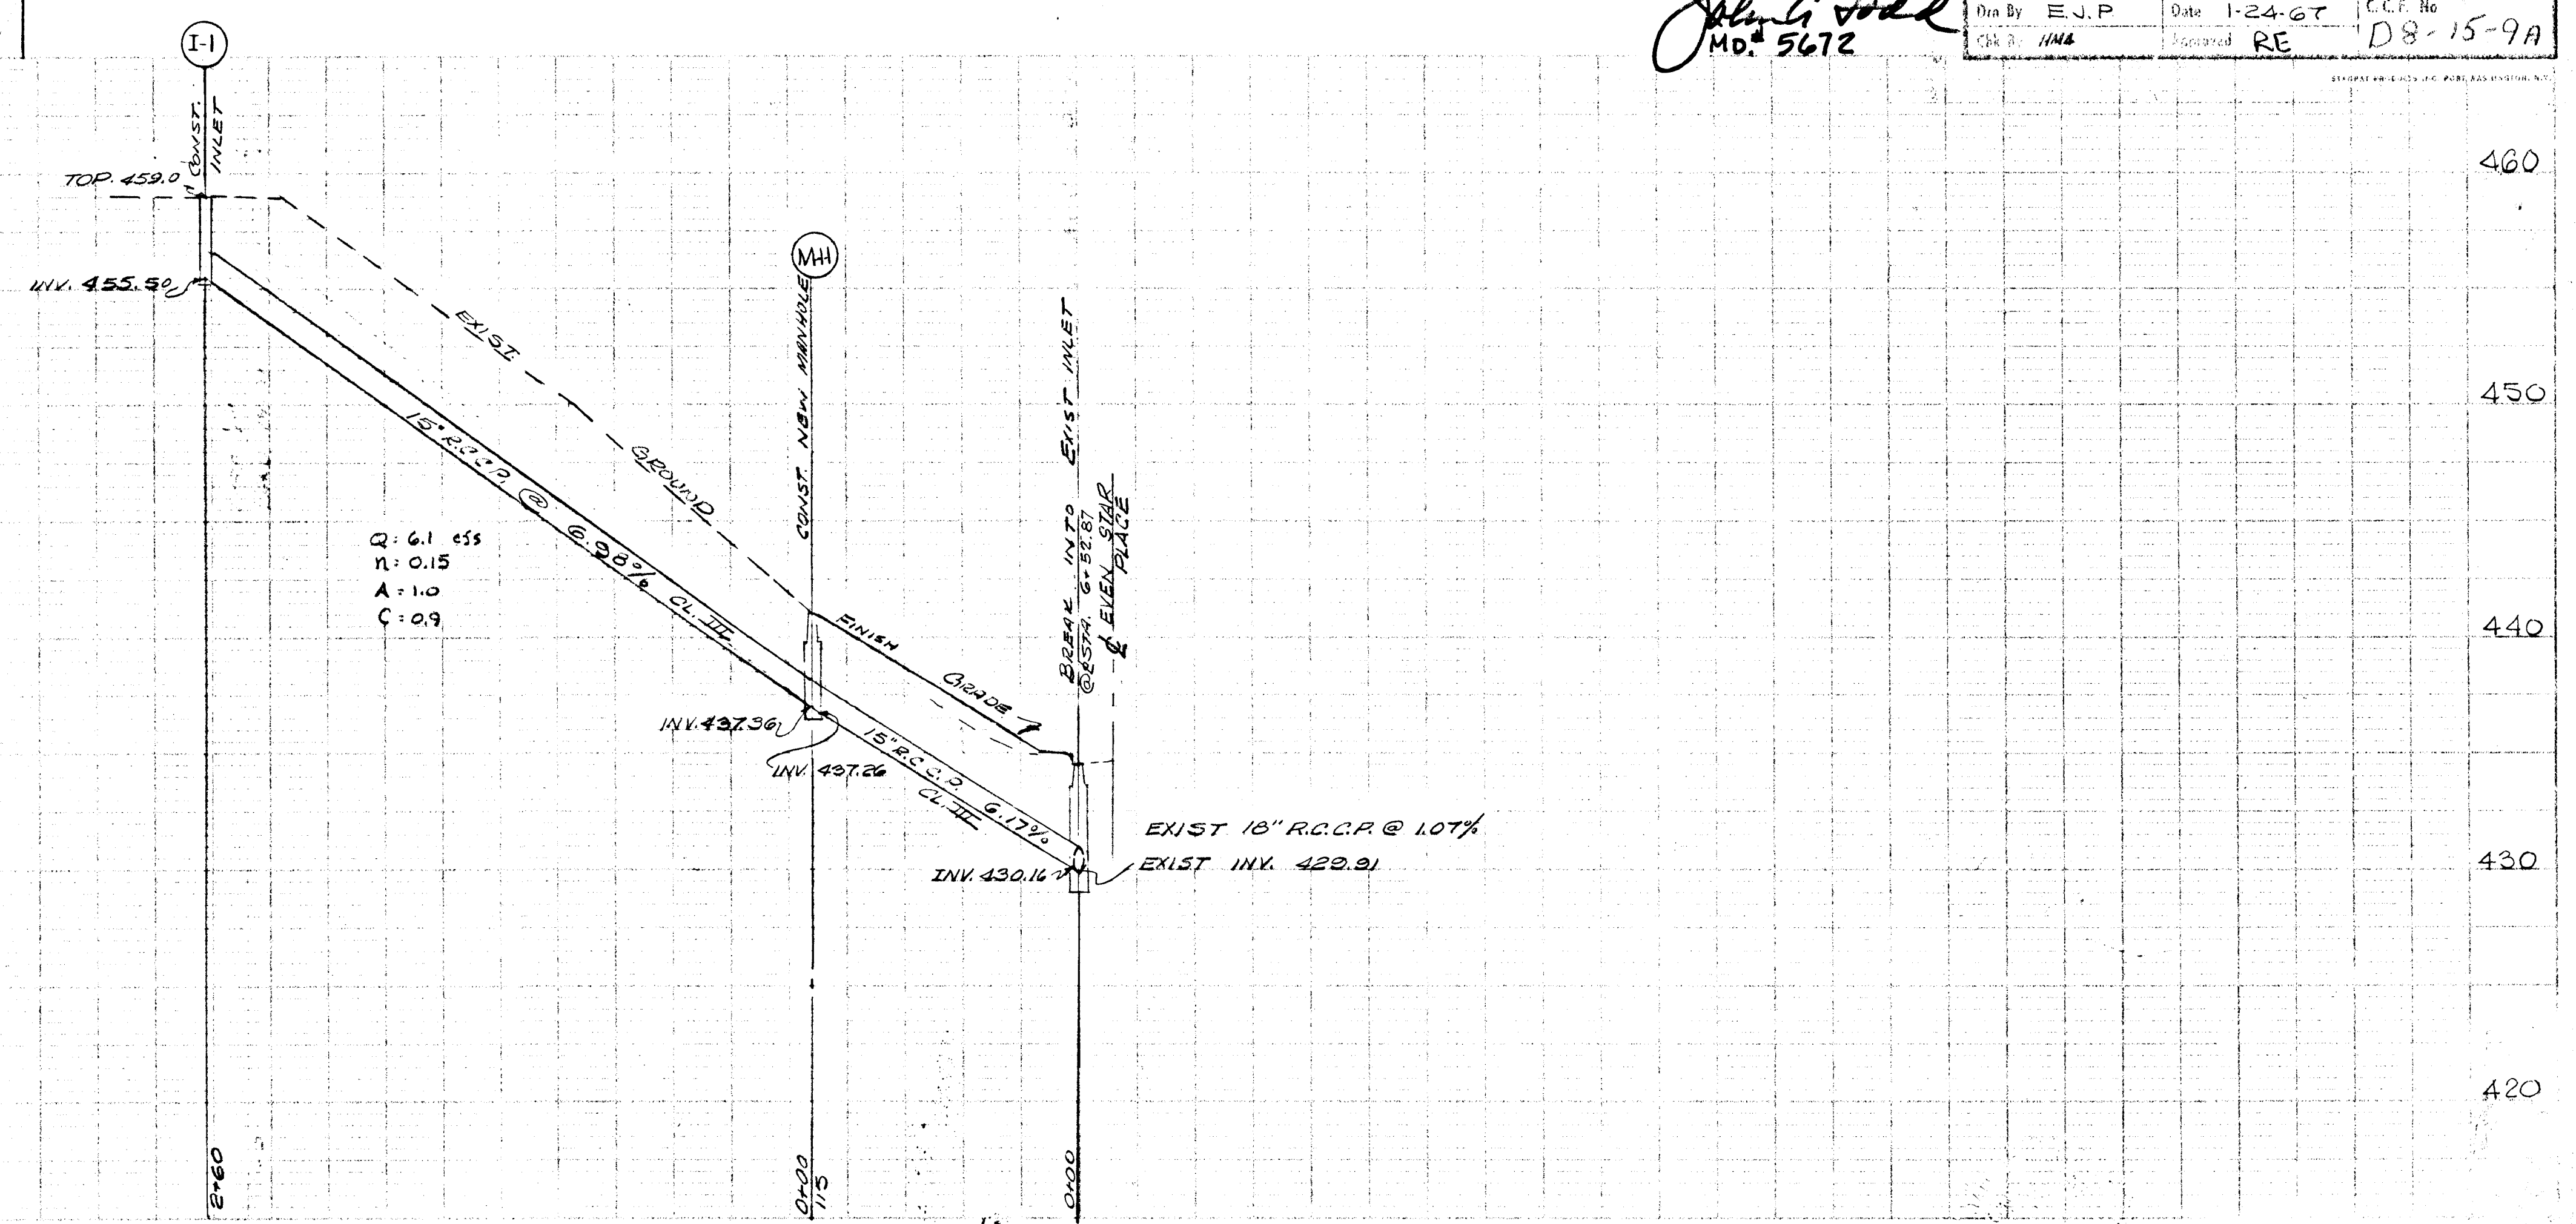 I-1
John G Todd
MD.# 5672
Drn By E.J.P. Date 1-24-67 C.C.F. No
Chk By HMA Approved RE D8-15-9A
CONST.
INLET
TOP. 459.0
INV. 455.50
EXIST.
GROUND
15" R.C.C.P. @ 6.98% CL. III
Q: 6.1 cfs
n: 0.15
A: 1.0
C: 0.9
MH1
CONST. NEW MANHOLE
FINISH GRADE
BREAK INTO EXIST INLET
@ ℄ STA. 6+52.87
℄ EVEN STAR
PLACE
INV. 437.36
INV. 437.26
15" R.C.C.P. 6.17%
CL. III
INV. 430.16
EXIST 18" R.C.C.P. @ 1.07%
EXIST INV. 429.91
460
450
440
430
420
2+60
0+00
115
0+00